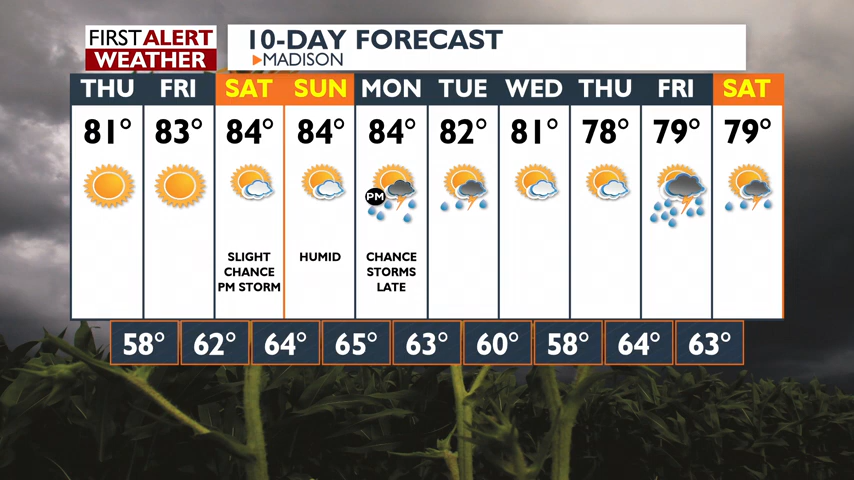 FIRST ALERT
WEATHER
10-DAY FORECAST
MADISON
THU FRI SAT SUN MON TUE WED THU FRI SAT
81° 83° 84° 84° 84° 82° 81° 78° 79° 79°
PM
SLIGHT CHANCE PM STORM
HUMID
CHANCE STORMS LATE
58° 62° 64° 65° 63° 60° 58° 64° 63°